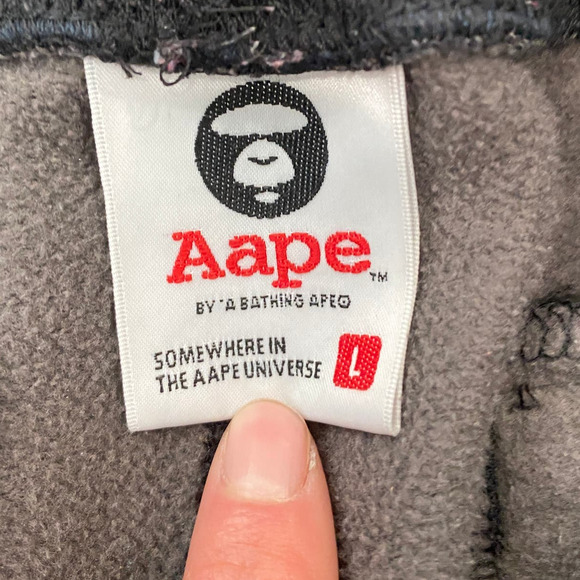 Aape™
BY *A BATHING APE®
SOMEWHERE IN
THE AAPE UNIVERSE
L